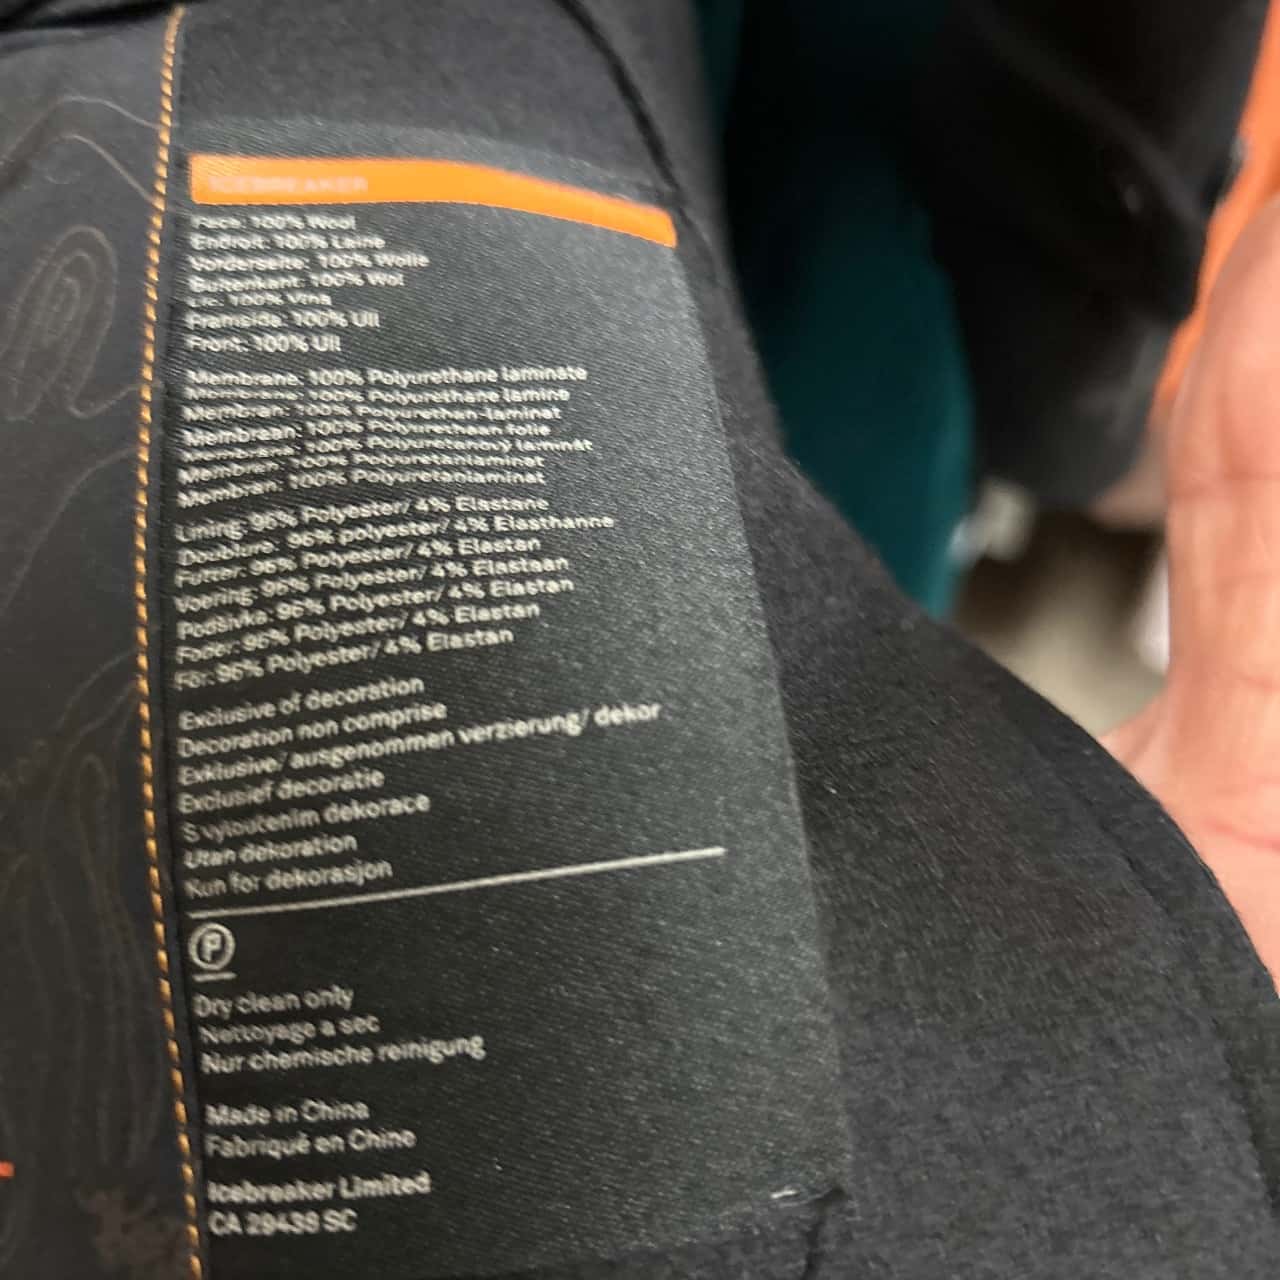 ICEBREAKER
Face: 100% Wool
Endroit: 100% Laine
Vorderseite: 100% Wolle
Buitenkant: 100% Wol
Líc: 100% Vlna
Framsida: 100% Ull
Front: 100% Ull
Membrane: 100% Polyurethane laminate
Membrane: 100% Polyurethane lamine
Membran: 100% Polyurethan-laminat
Membraan: 100% Polyurethaan folie
Membrana: 100% Polyuretanový laminát
Membran: 100% Polyuretanlaminat
Membran: 100% Polyuretanlaminat
Lining: 96% Polyester/ 4% Elastane
Doublure: 96% polyester/ 4% Elasthanne
Futter: 96% Polyester/ 4% Elastan
Voering: 96% Polyester/ 4% Elastaan
Podšívka: 96% Polyester/ 4% Elastan
Foder: 96% Polyester/ 4% Elastan
Fôr: 96% Polyester/ 4% Elastan
Exclusive of decoration
Decoration non comprise
Exklusive/ausgenommen verzierung/ dekor
Exclusief decoratie
S vyloučením dekorace
Utan dekoration
Kun for dekorasjon
P
Dry clean only
Nettoyage a sec
Nur chemische reinigung
Made in China
Fabriqué en Chine
Icebreaker Limited
CA 29438 SC